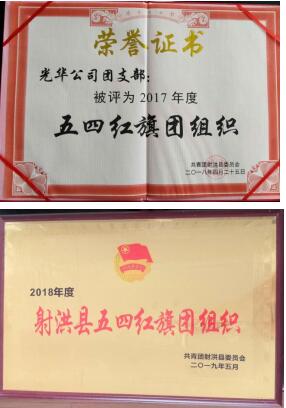 荣誉证书
光华公司团支部：
被评为2017年度
五四红旗团组织
共青团射洪县委员会
二〇一八年四月二十五日
2018年度
射洪县五四红旗团组织
共青团射洪县委员会
二〇一九年五月